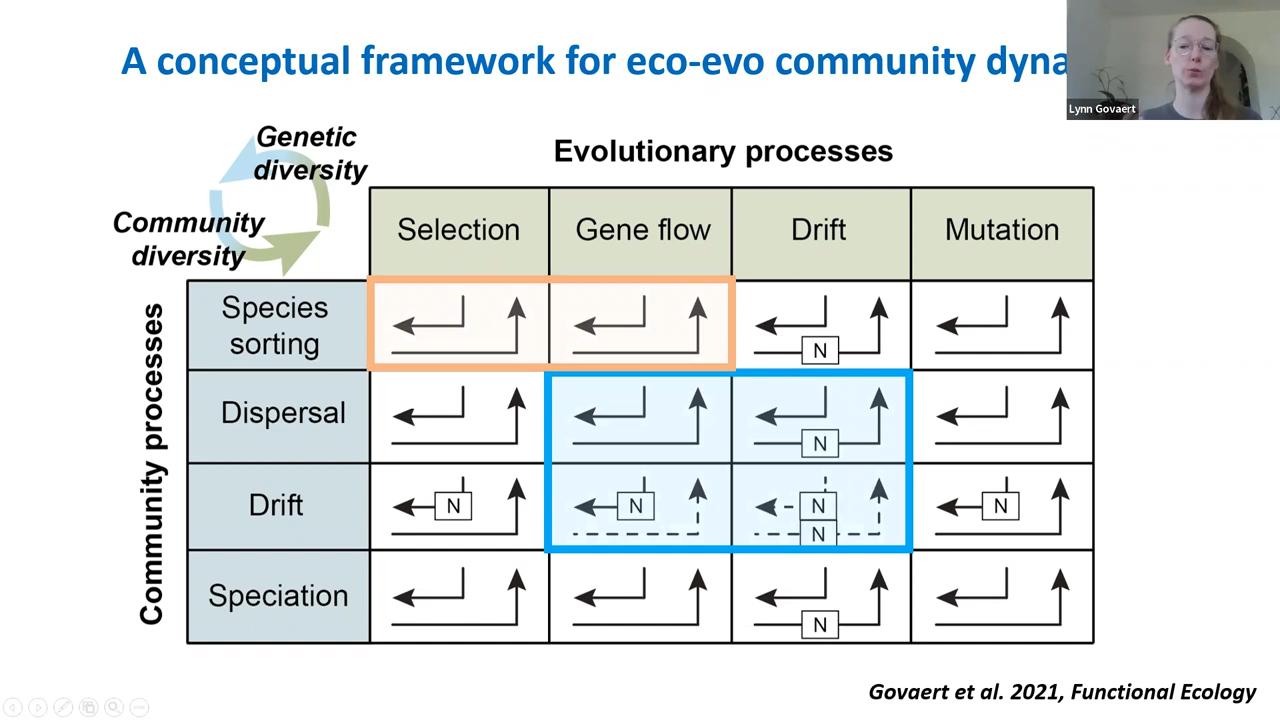 A conceptual framework for eco-evo community dyna
Lynn Govaert
Genetic
diversity
Community
diversity
Evolutionary processes
Selection
Gene flow
Drift
Mutation
Community processes
Species
sorting
N
Dispersal
N
Drift
N
N
N
N
N
Speciation
N
Govaert et al. 2021, Functional Ecology